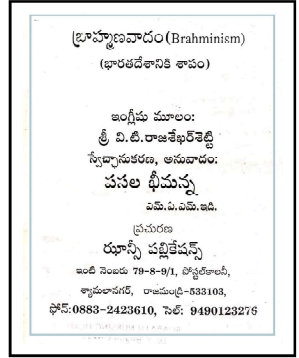 బ్రాహ్మణవాదం(Brahminism)
(భారతదేశానికి శాపం)
ఇంగ్లీషు మూలం:
శ్రీ వి.టి.రాజశేఖర్‌శెట్టి
స్వేచ్ఛానుకరణ, అనువాదం:
పసల భీమన్న
ఎమ్.ఏ.ఎమ్.ఇడి.
ప్రచురణ
ఝాన్సీ పబ్లికేషన్స్
ఇంటి నెంబరు 79-8-9/1, పోస్టల్‌కాలనీ,
శ్యామలానగర్, రాజమండ్రి-533103,
ఫోన్:0883-2423610, సెల్: 9490123276